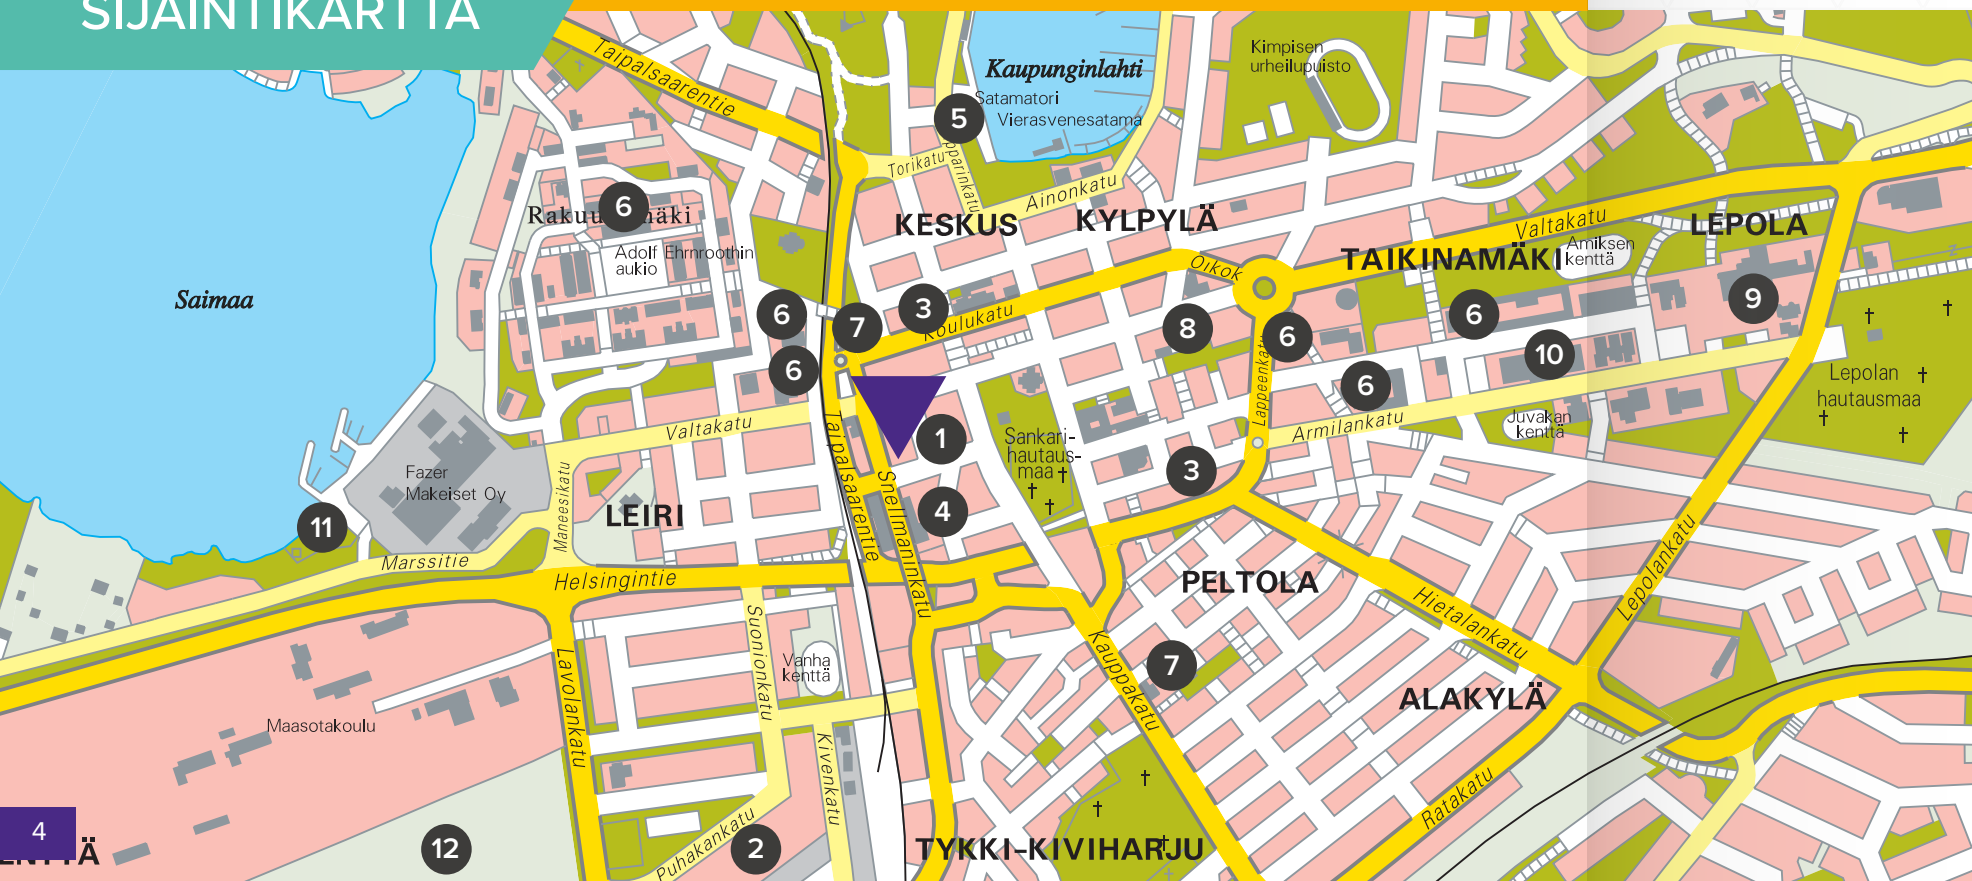 SIJAINTIKARTTA
Taipalsaarentie
Kaupunginlahti
Satamatori
Vierasvenesatama
Kimpisen
urheilupuisto
5
Torikatu
Ainonkatu
6
Adolf Ehrnroothin
aukio
KESKUS
KYLPYLÄ
Valtakatu
LEPOLA
TAIKINAMÄKI
Amiksen
kenttä
Saimaa
6
7
3
Koulukatu
8
6
6
9
10
6
6
Lappeenkatu
Armilankatu
Juvakan
kenttä
Lepolan
hautausmaa
Valtakatu
1
Sankari-
hautaus-
maa
3
Fazer
Makeiset Oy
Maneesikatu
LEIRI
Taipalsaarentie
Snellmaninkatu
4
11
Marssitie
Helsingintie
PELTOLA
Hietalankatu
Lepolankatu
Suonionkatu
Vanha
kenttä
Lavolankatu
Kauppakatu
7
ALAKYLÄ
Maasotakoulu
Kivenkatu
Ratakatu
4
12
Puhakankatu
2
TYKKI-KIVIHARJU